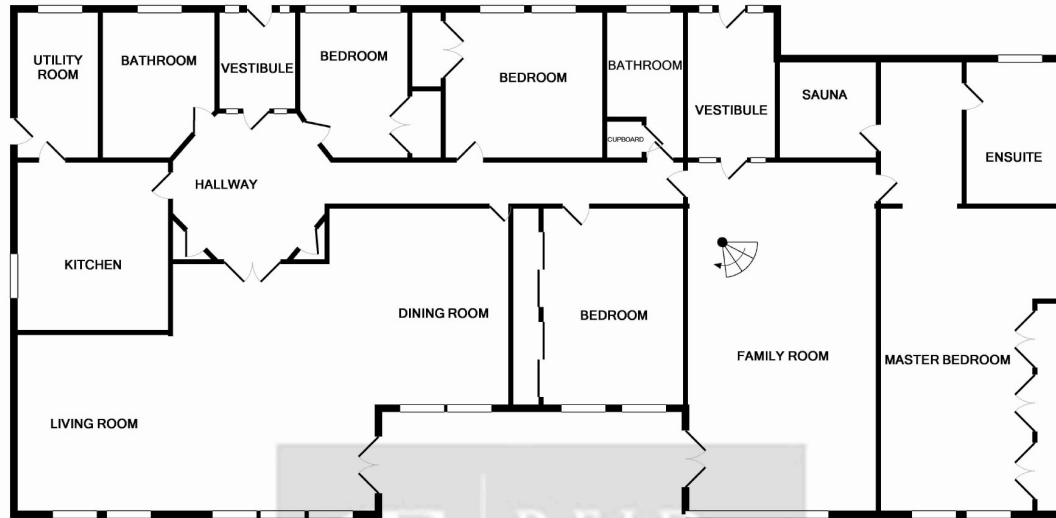 UTILITY
ROOM
BATHROOM
VESTIBULE
BEDROOM
BEDROOM
BATHROOM
CUPBOARD
VESTIBULE
SAUNA
ENSUITE
HALLWAY
KITCHEN
DINING ROOM
BEDROOM
FAMILY ROOM
MASTER BEDROOM
LIVING ROOM